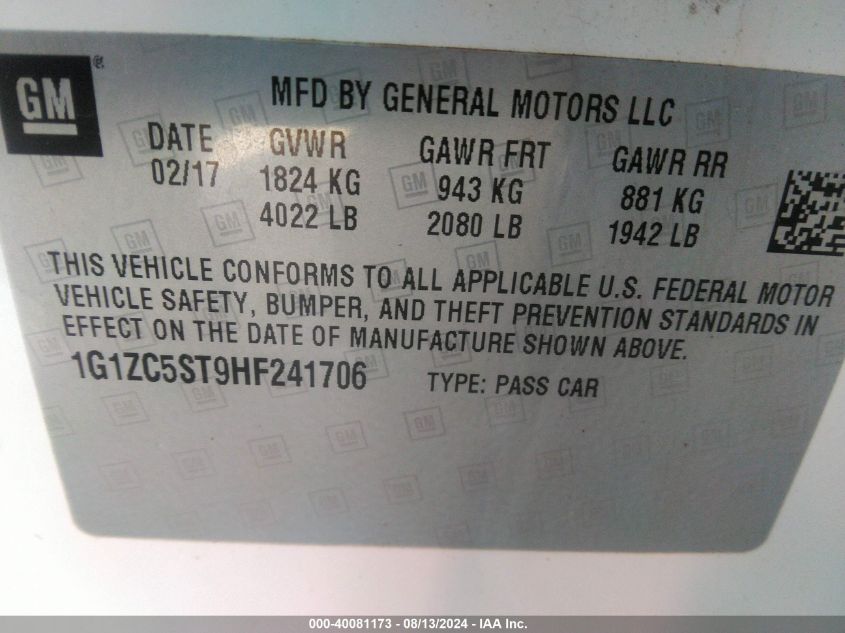 GM®
MFD BY GENERAL MOTORS LLC
DATE GVWR GAWR FRT GAWR RR
02/17 1824 KG 943 KG 881 KG
4022 LB 2080 LB 1942 LB
THIS VEHICLE CONFORMS TO ALL APPLICABLE U.S. FEDERAL MOTOR
VEHICLE SAFETY, BUMPER, AND THEFT PREVENTION STANDARDS IN
EFFECT ON THE DATE OF MANUFACTURE SHOWN ABOVE.
1G1ZC5ST9HF241706 TYPE: PASS CAR
000-40081173 - 08/13/2024 - IAA Inc.